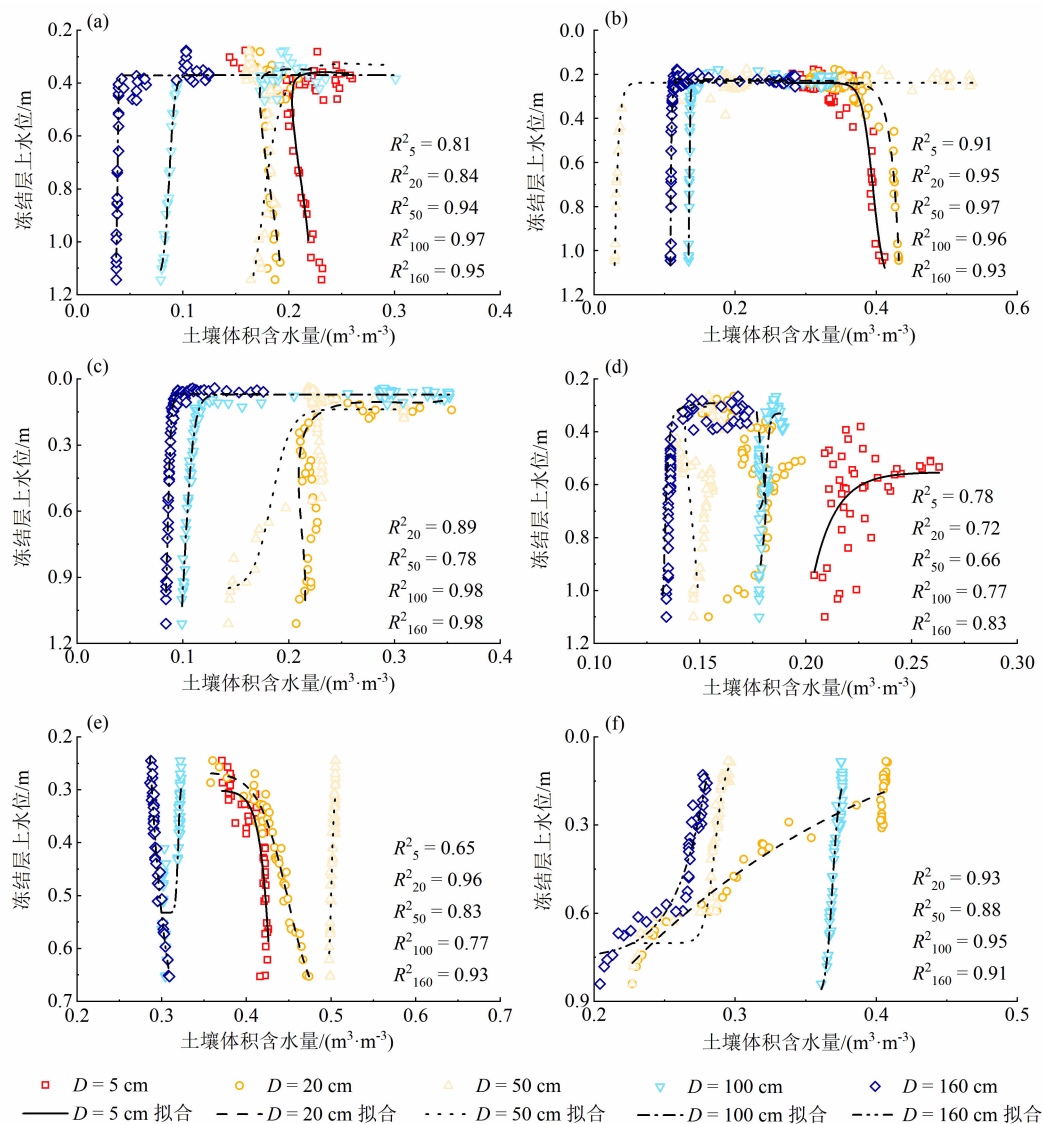 (a)
0.2
0.4
0.6
0.8
1.0
1.2
冻结层上水位/m
R²₅ = 0.81
R²₂₀ = 0.84
R²₅₀ = 0.94
R²₁₀₀ = 0.97
R²₁₆₀ = 0.95
0.0 0.1 0.2 0.3 0.4
土壤体积含水量/(m³·m⁻³)
(b)
0.0
0.2
0.4
0.6
0.8
1.0
1.2
冻结层上水位/m
R²₅ = 0.91
R²₂₀ = 0.95
R²₅₀ = 0.97
R²₁₀₀ = 0.96
R²₁₆₀ = 0.93
0.0 0.2 0.4 0.6
土壤体积含水量/(m³·m⁻³)
(c)
0.0
0.3
0.6
0.9
1.2
冻结层上水位/m
R²₂₀ = 0.89
R²₅₀ = 0.78
R²₁₀₀ = 0.98
R²₁₆₀ = 0.98
0.0 0.1 0.2 0.3 0.4
土壤体积含水量/(m³·m⁻³)
(d)
0.2
0.4
0.6
0.8
1.0
1.2
冻结层上水位/m
R²₅ = 0.78
R²₂₀ = 0.72
R²₅₀ = 0.66
R²₁₀₀ = 0.77
R²₁₆₀ = 0.83
0.10 0.15 0.20 0.25 0.30
土壤体积含水量/(m³·m⁻³)
(e)
0.2
0.3
0.4
0.5
0.6
0.7
冻结层上水位/m
R²₅ = 0.65
R²₂₀ = 0.96
R²₅₀ = 0.83
R²₁₀₀ = 0.77
R²₁₆₀ = 0.93
0.2 0.3 0.4 0.5 0.6
土壤体积含水量/(m³·m⁻³)
(f)
0.0
0.3
0.6
0.9
冻结层上水位/m
R²₂₀ = 0.93
R²₅₀ = 0.88
R²₁₀₀ = 0.95
R²₁₆₀ = 0.91
0.2 0.3 0.4 0.5
土壤体积含水量/(m³·m⁻³)
D = 5 cm D = 20 cm D = 50 cm D = 100 cm D = 160 cm
D = 5 cm 拟合 D = 20 cm 拟合 D = 50 cm 拟合 D = 100 cm 拟合 D = 160 cm 拟合